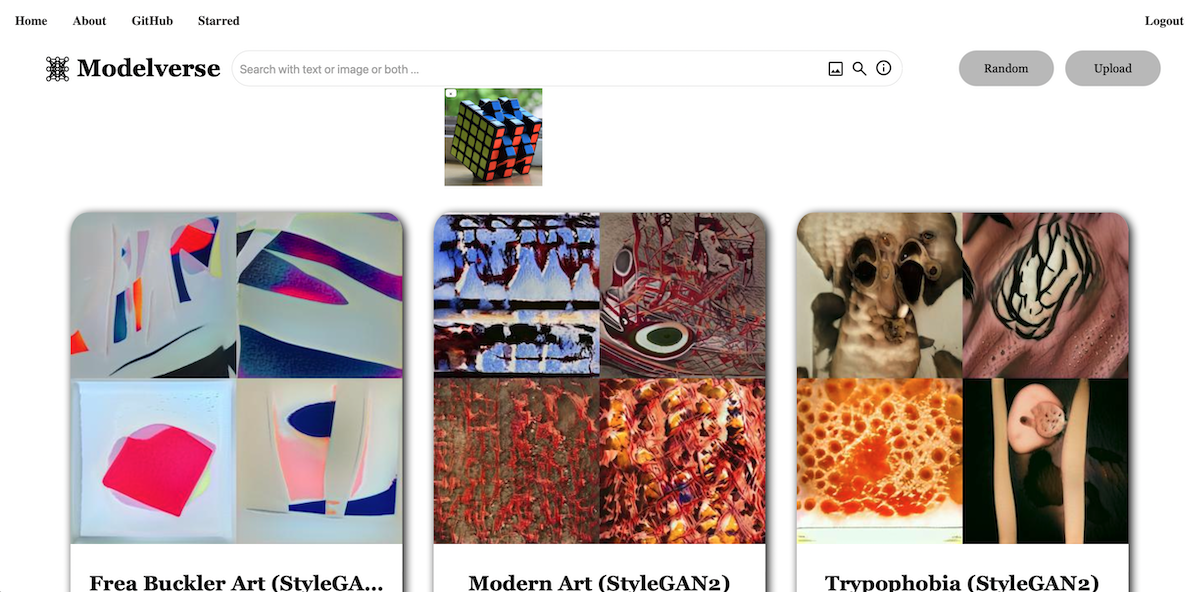 Home About GitHub Starred Logout
Modelverse Search with text or image or both ... Random Upload
Frea Buckler Art (StyleGA... Modern Art (StyleGAN2) Trypophobia (StyleGAN2)